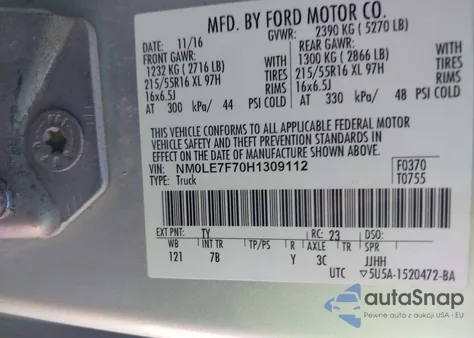 MFD. BY FORD MOTOR CO.
DATE: 11/16 GVWR: 2390 KG ( 5270 LB)
FRONT GAWR: REAR GAWR:
1232 KG ( 2716 LB) 1300 KG ( 2866 LB)
215/55R16 XL 97H TIRES 215/55R16 XL 97H TIRES
16x6.5J RIMS 16x6.5J RIMS
AT 300 kPa/ 44 PSI COLD AT 330 kPa/ 48 PSI COLD
THIS VEHICLE CONFORMS TO ALL APPLICABLE FEDERAL MOTOR
VEHICLE SAFETY AND THEFT PREVENTION STANDARDS
IN EFFECT ON THE DATE OF MANUFACTURE SHOWN ABOVE.
VIN: NM0LE7F70H1309112 F0370
TYPE: Truck T0755
EXT PNT: TY RC: 23 DSO:
WB INT TR TP/PS R AXLE TR SPR
121 7B Y 3C JJHH
UTC ▽5U5A-1520472-BA
autoSnap
Pewne auto z USA - EU